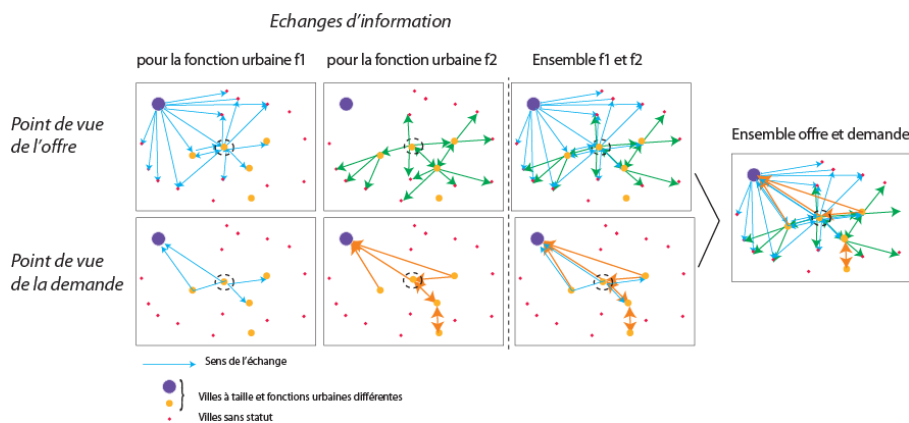 Echanges d'information
pour la fonction urbaine f1
pour la fonction urbaine f2
Ensemble f1 et f2
Point de vue
de l'offre
Ensemble offre et demande
Point de vue
de la demande
Sens de l'échange
Villes à taille et fonctions urbaines différentes
Villes sans statut